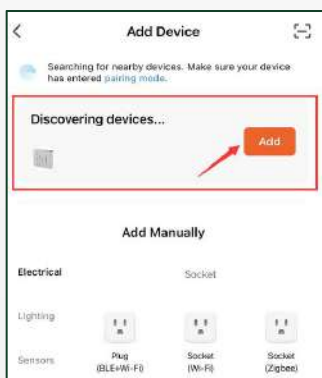 Add Device
Searching for nearby devices. Make sure your device
has entered pairing mode.
Discovering devices...
Add
Add Manually
Electrical
Socket
Lighting
Sensors
Plug
(BLE+Wi-Fi)
Socket
(Wi-Fi)
Socket
(Zigbee)